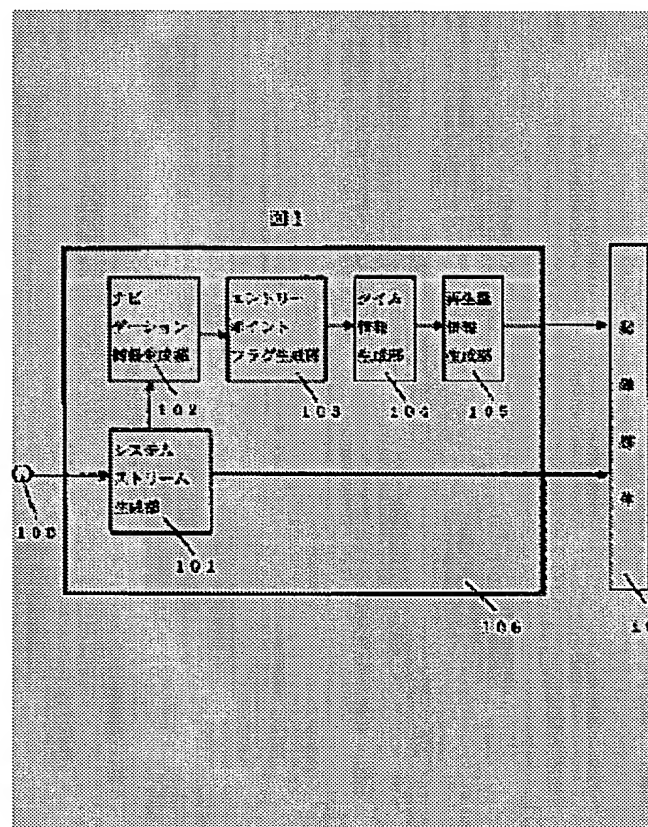 図1
ナビ
ゲーション
情報生成部
102
エントリー
ポイント
フラグ生成部
103
タイム
情報
生成部
104
再生量
情報
生成部
105
システム
ストリーム
生成部
101
100
106
記
録
媒
体